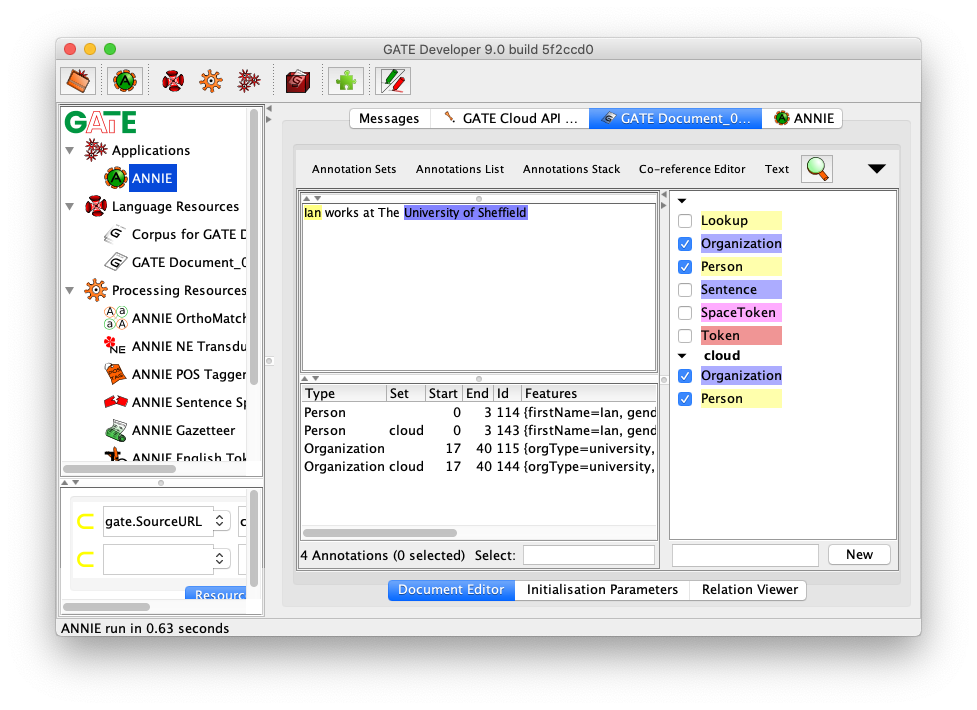 GATE Developer 9.0 build 5f2ccd0
GATE
Applications
ANNIE
Language Resources
Corpus for GATE D
GATE Document_0
Processing Resources
ANNIE OrthoMatch
ANNIE NE Transdu
ANNIE POS Tagger
ANNIE Sentence Sp
ANNIE Gazetteer
ANNIE English Tok
gate.SourceURL
Resourc
Messages
GATE Cloud API ...
GATE Document_0...
ANNIE
Annotation Sets
Annotations List
Annotations Stack
Co-reference Editor
Text
Ian works at The University of Sheffield
Type Set Start End Id Features
Person 0 3 114 {firstName=Ian, gend
Person cloud 0 3 143 {firstName=Ian, gend
Organization 17 40 115 {orgType=university,
Organization cloud 17 40 144 {orgType=university,
4 Annotations (0 selected) Select:
Lookup
Organization
Person
Sentence
SpaceToken
Token
cloud
Organization
Person
New
Document Editor
Initialisation Parameters
Relation Viewer
ANNIE run in 0.63 seconds